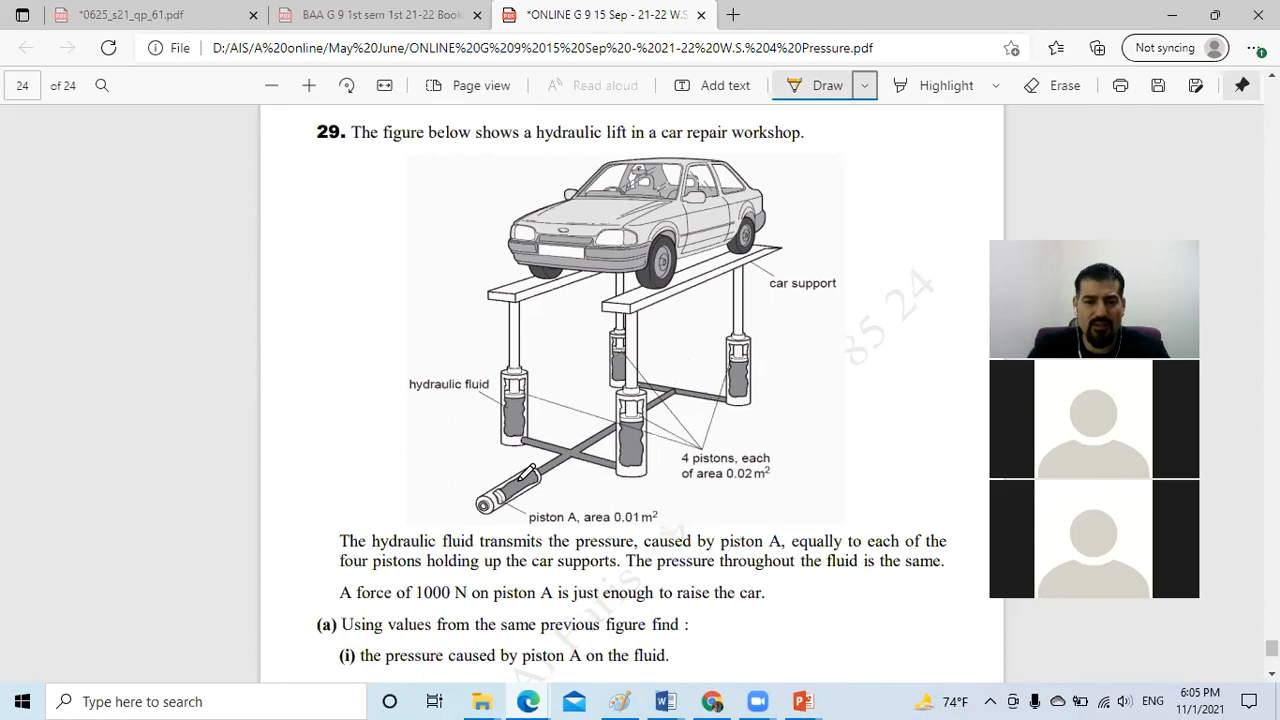 *0625_s21_qp_61.pdf
BAA G 9 1st sem 1st 21-22 Book
*ONLINE G 9 15 Sep - 21-22 W.S.
File
D:/AIS/A%20online/May%20June/ONLINE%20G%209%2015%20Sep%20-%2021-22%20W.S.%204%20Pressure.pdf
Not syncing
24
of 24
Page view
Read aloud
Add text
Draw
Highlight
Erase
29. The figure below shows a hydraulic lift in a car repair workshop.
car support
hydraulic fluid
4 pistons, each
of area 0.02 m²
piston A, area 0.01 m²
85 24
The hydraulic fluid transmits the pressure, caused by piston A, equally to each of the
four pistons holding up the car supports. The pressure throughout the fluid is the same.
A force of 1000 N on piston A is just enough to raise the car.
(a) Using values from the same previous figure find :
(i) the pressure caused by piston A on the fluid.
Type here to search
74°F
ENG
6:05 PM
11/1/2021